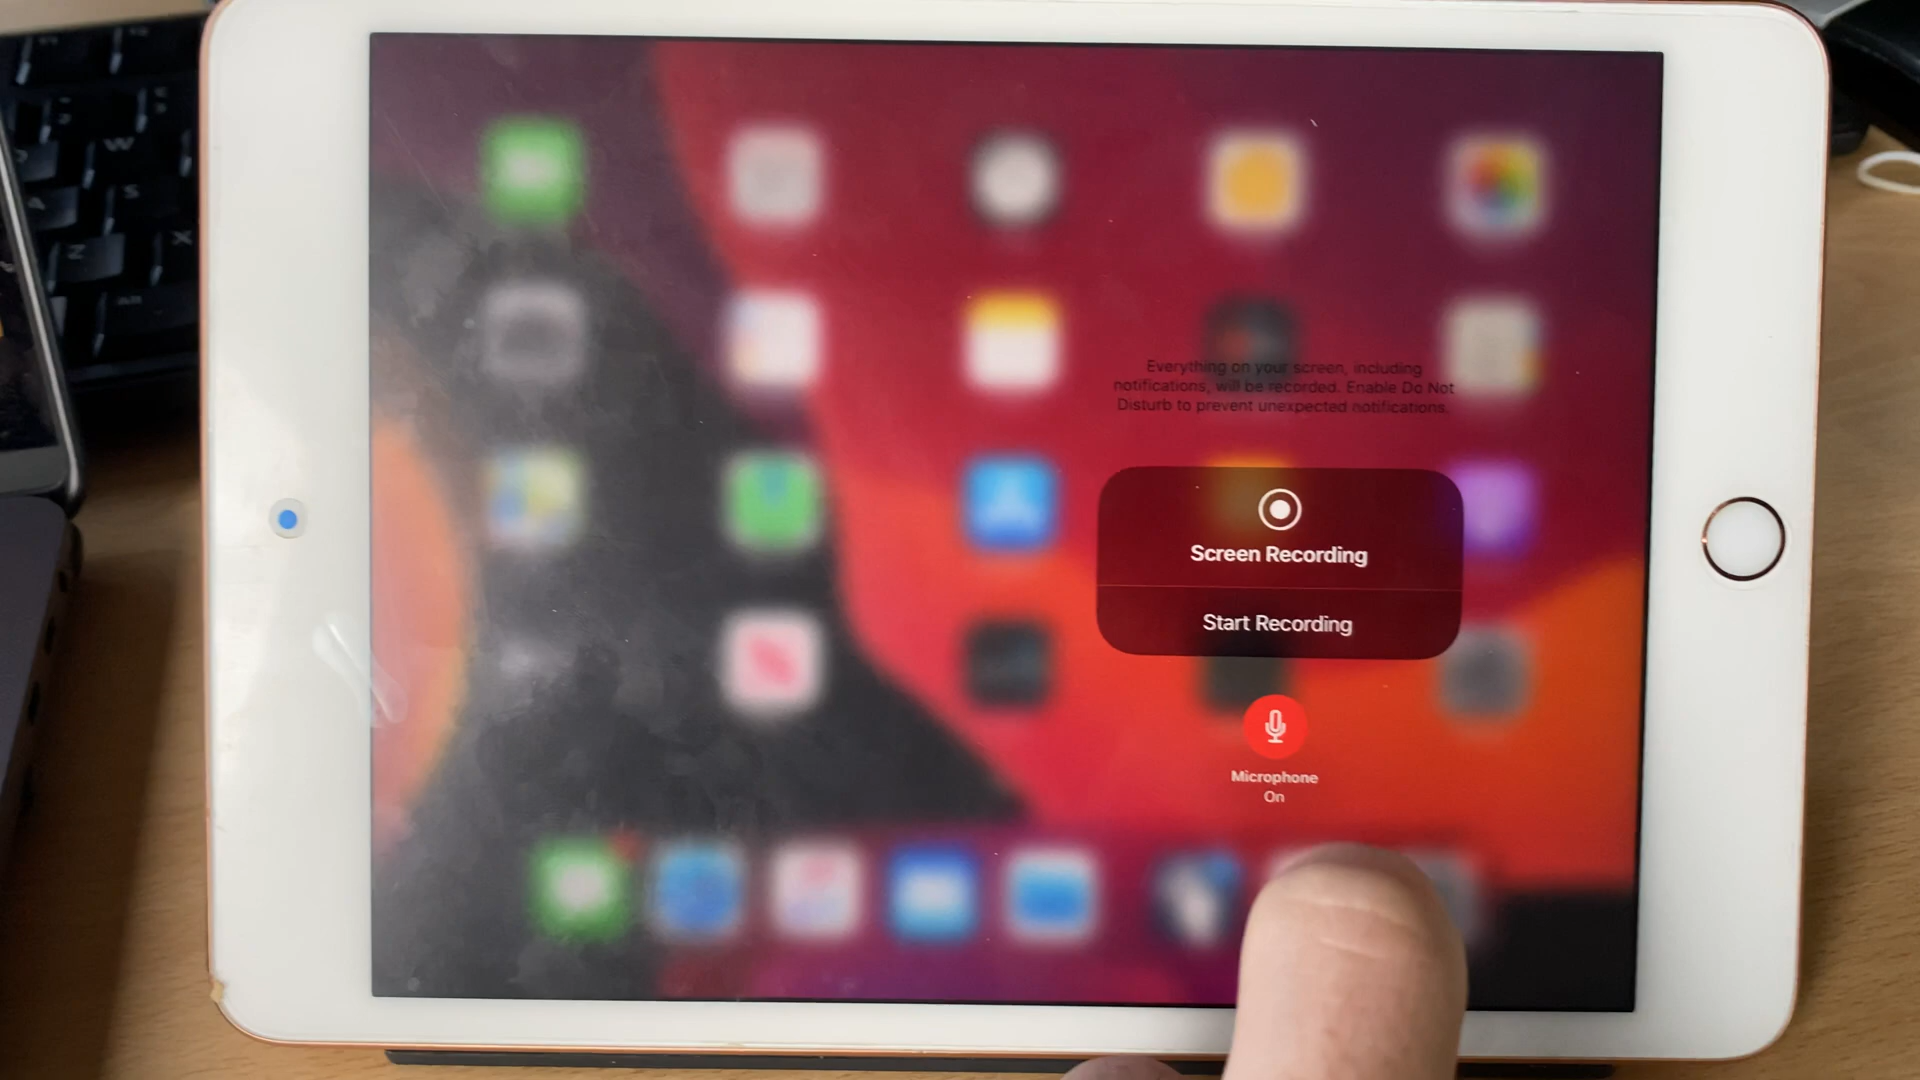 W
S
A
Z
X
Everything on your screen, including
notifications, will be recorded. Enable Do Not
Disturb to prevent unexpected notifications.
Screen Recording
Start Recording
Microphone
On